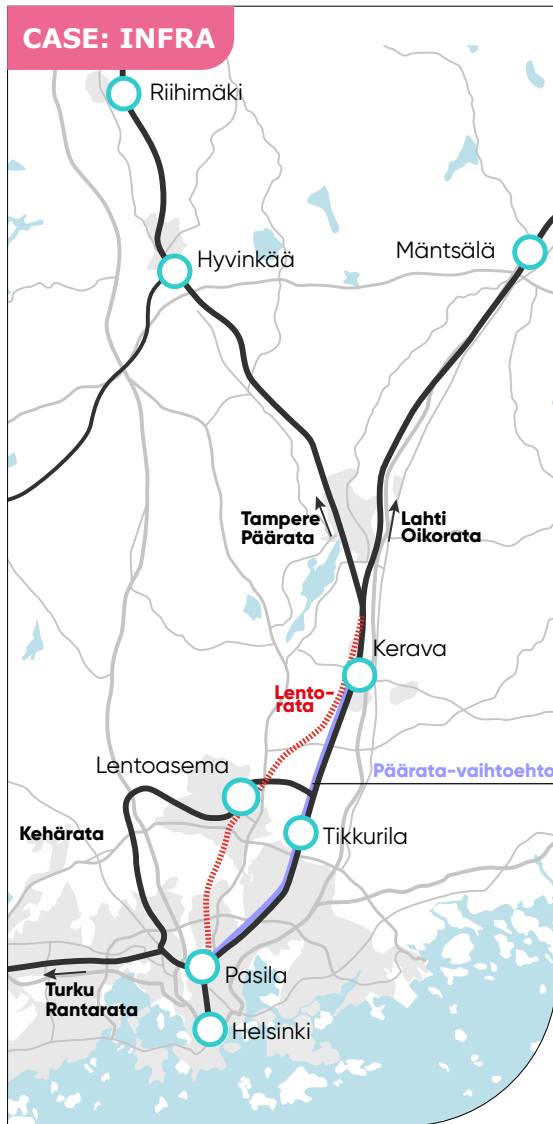 CASE: INFRA
Riihimäki
Hyvinkää
Mäntsälä
Tampere
Päärata
Lahti
Oikorata
Kerava
Lento-
rata
Lentoasema
Päärata-vaihtoehto
Kehärata
Tikkurila
Pasila
Turku
Rantarata
Helsinki